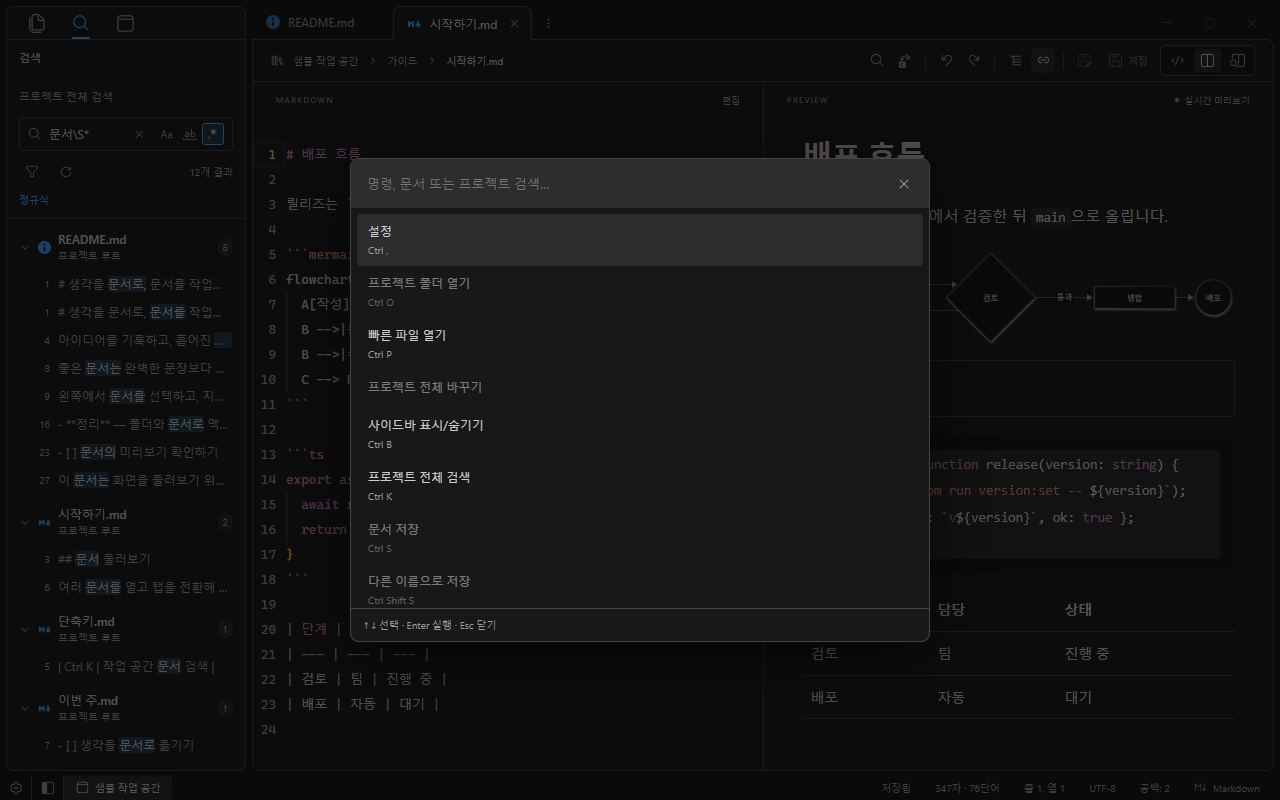 README.md
시작하기.md
검색
프로젝트 전체 검색
문서\S*
Aa
ab
.*
12개 결과
정규식
README.md
프로젝트 루트
8
1 # 생각을 문서로, 문서를 작업…
1 # 생각을 문서로, 문서를 작업…
4 아이디어를 기록하고, 흩어진 …
8 좋은 문서는 완벽한 문장보다 …
9 왼쪽에서 문서를 선택하고, 지…
16 - **정리** — 폴더와 문서로 맥…
23 - [ ] 문서의 미리보기 확인하기
27 이 문서는 화면을 둘러보기 위…
시작하기.md
프로젝트 루트
2
3 ## 문서 둘러보기
6 여러 문서를 열고 탭을 전환해 …
단축키.md
프로젝트 루트
1
5 | Ctrl K | 작업 공간 문서 검색 |
이번 주.md
프로젝트 루트
1
7 - [ ] 생각을 문서로 옮기기
샘플 작업 공간 > 가이드 > 시작하기.md
저장
MARKDOWN
편집
1 # 배포 흐름
2
3 릴리즈는 `
4
5 ```mermai
6 flowchart
7 A[작성]
8 B -->|
9 B -->|
10 C -->
11 ```
12
13 ```ts
14 export as
15 await
16 return
17 }
18 ```
19
20 | 단계 |
21 | --- | --- | --- |
22 | 검토 | 팀 | 진행 중 |
23 | 배포 | 자동 | 대기 |
24
명령, 문서 또는 프로젝트 검색...
설정
Ctrl ,
프로젝트 폴더 열기
Ctrl O
빠른 파일 열기
Ctrl P
프로젝트 전체 바꾸기
사이드바 표시/숨기기
Ctrl B
프로젝트 전체 검색
Ctrl K
문서 저장
Ctrl S
다른 이름으로 저장
Ctrl Shift S
↑↓ 선택 · Enter 실행 · Esc 닫기
PREVIEW
실시간 미리보기
배포 흐름
에서 검증한 뒤 main 으로 올립니다.
검토
통과
병합
배포
unction release(version: string) {
om run version:set -- ${version}`);
: `v${version}`, ok: true };
담당 상태
검토 팀 진행 중
배포 자동 대기
샘플 작업 공간
저장됨
347자 · 76단어
줄 1, 열 1
UTF-8
공백: 2
Markdown